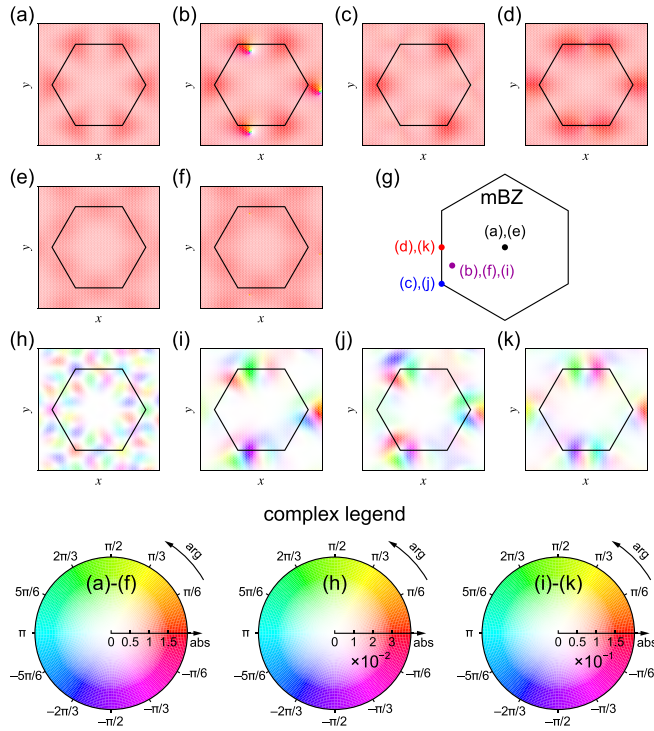 (a) (b) (c) (d)
y y y y
x x x x
(e) (f) (g)
y y
x x
mBZ
(a),(e)
(d),(k)
(b),(f),(i)
(c),(j)
(h) (i) (j) (k)
y y y y
x x x x
complex legend
π/2 π/2 π/2
2π/3 π/3 arg 2π/3 π/3 arg 2π/3 π/3 arg
5π/6 (a)-(f) π/6 5π/6 (h) π/6 5π/6 (i)-(k) π/6
π 0 0.5 1 1.5 abs π 0 1 2 3 abs π 0 0.5 1 1.5 abs
×10⁻² ×10⁻¹
−5π/6 −π/6 −5π/6 −π/6 −5π/6 −π/6
−2π/3 −π/3 −2π/3 −π/3 −2π/3 −π/3
−π/2 −π/2 −π/2